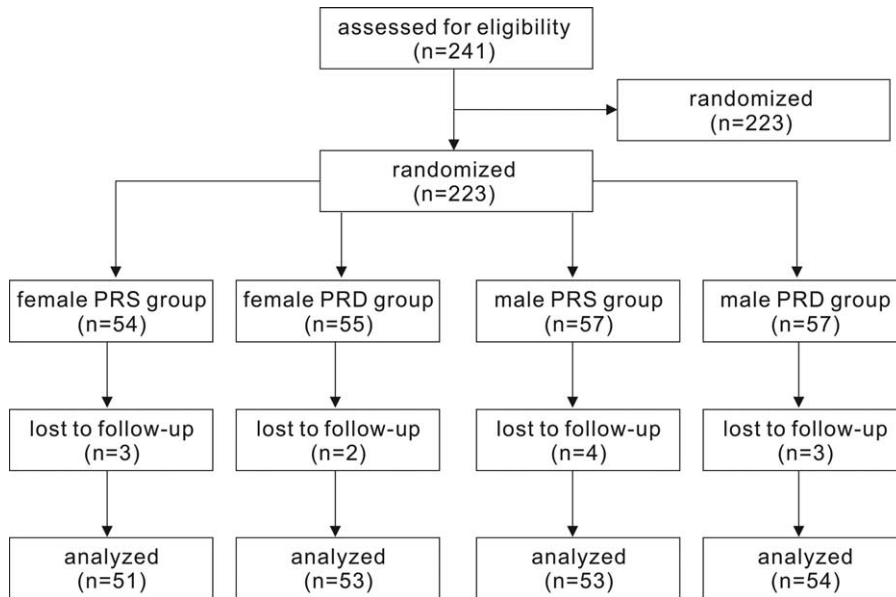 assessed for eligibility
(n=241)
randomized
(n=223)
randomized
(n=223)
female PRS group
(n=54)
female PRD group
(n=55)
male PRS group
(n=57)
male PRD group
(n=57)
lost to follow-up
(n=3)
lost to follow-up
(n=2)
lost to follow-up
(n=4)
lost to follow-up
(n=3)
analyzed
(n=51)
analyzed
(n=53)
analyzed
(n=53)
analyzed
(n=54)